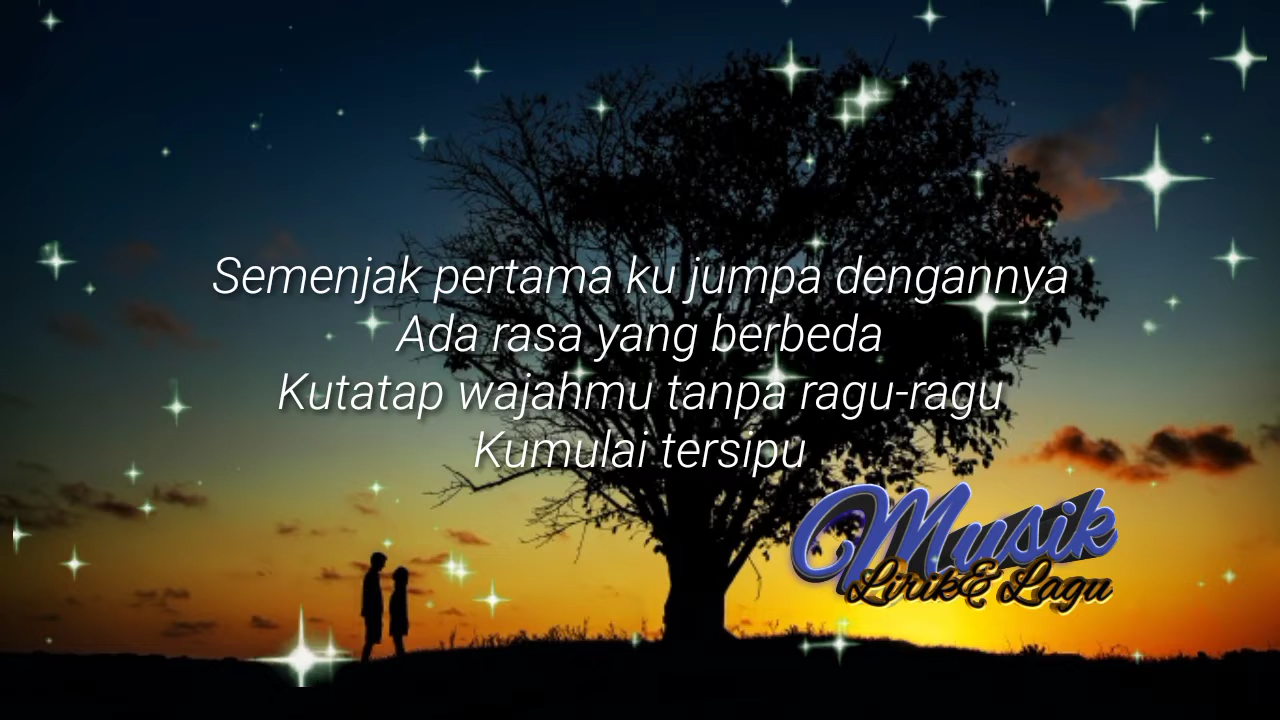 Semenjak pertama ku jumpa dengannya
Ada rasa yang berbeda
Kutatap wajahmu tanpa ragu-ragu
Kumulai tersipu
Musik
Lirik & Lagu